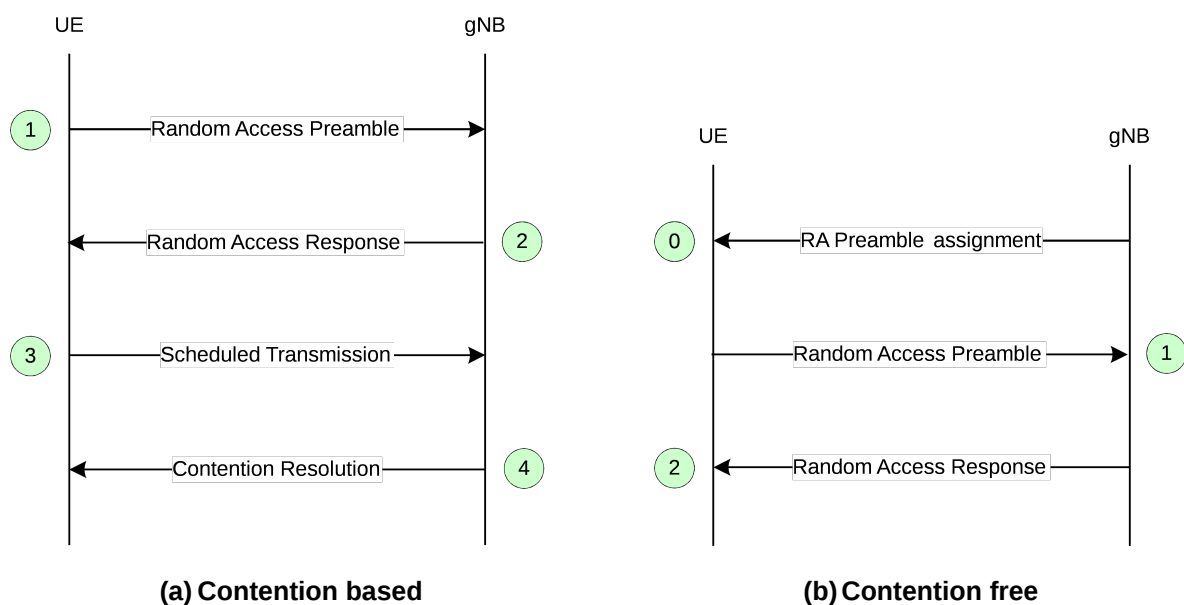 UE
gNB
1
Random Access Preamble
Random Access Response
2
3
Scheduled Transmission
Contention Resolution
4
(a) Contention based
UE
gNB
0
RA Preamble assignment
Random Access Preamble
1
2
Random Access Response
(b) Contention free